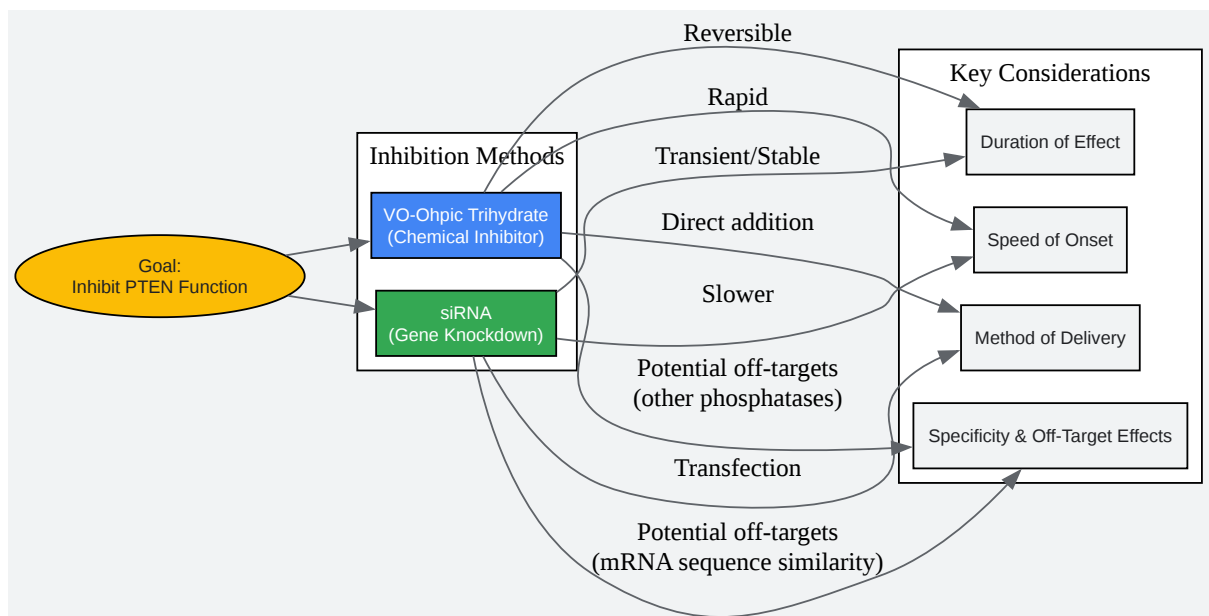 Goal:
Inhibit PTEN Function
Inhibition Methods
VO-Ohpic Trihydrate
(Chemical Inhibitor)
siRNA
(Gene Knockdown)
Reversible
Rapid
Transient/Stable
Direct addition
Slower
Potential off-targets
(other phosphatases)
Transfection
Potential off-targets
(mRNA sequence similarity)
Key Considerations
Duration of Effect
Speed of Onset
Method of Delivery
Specificity & Off-Target Effects